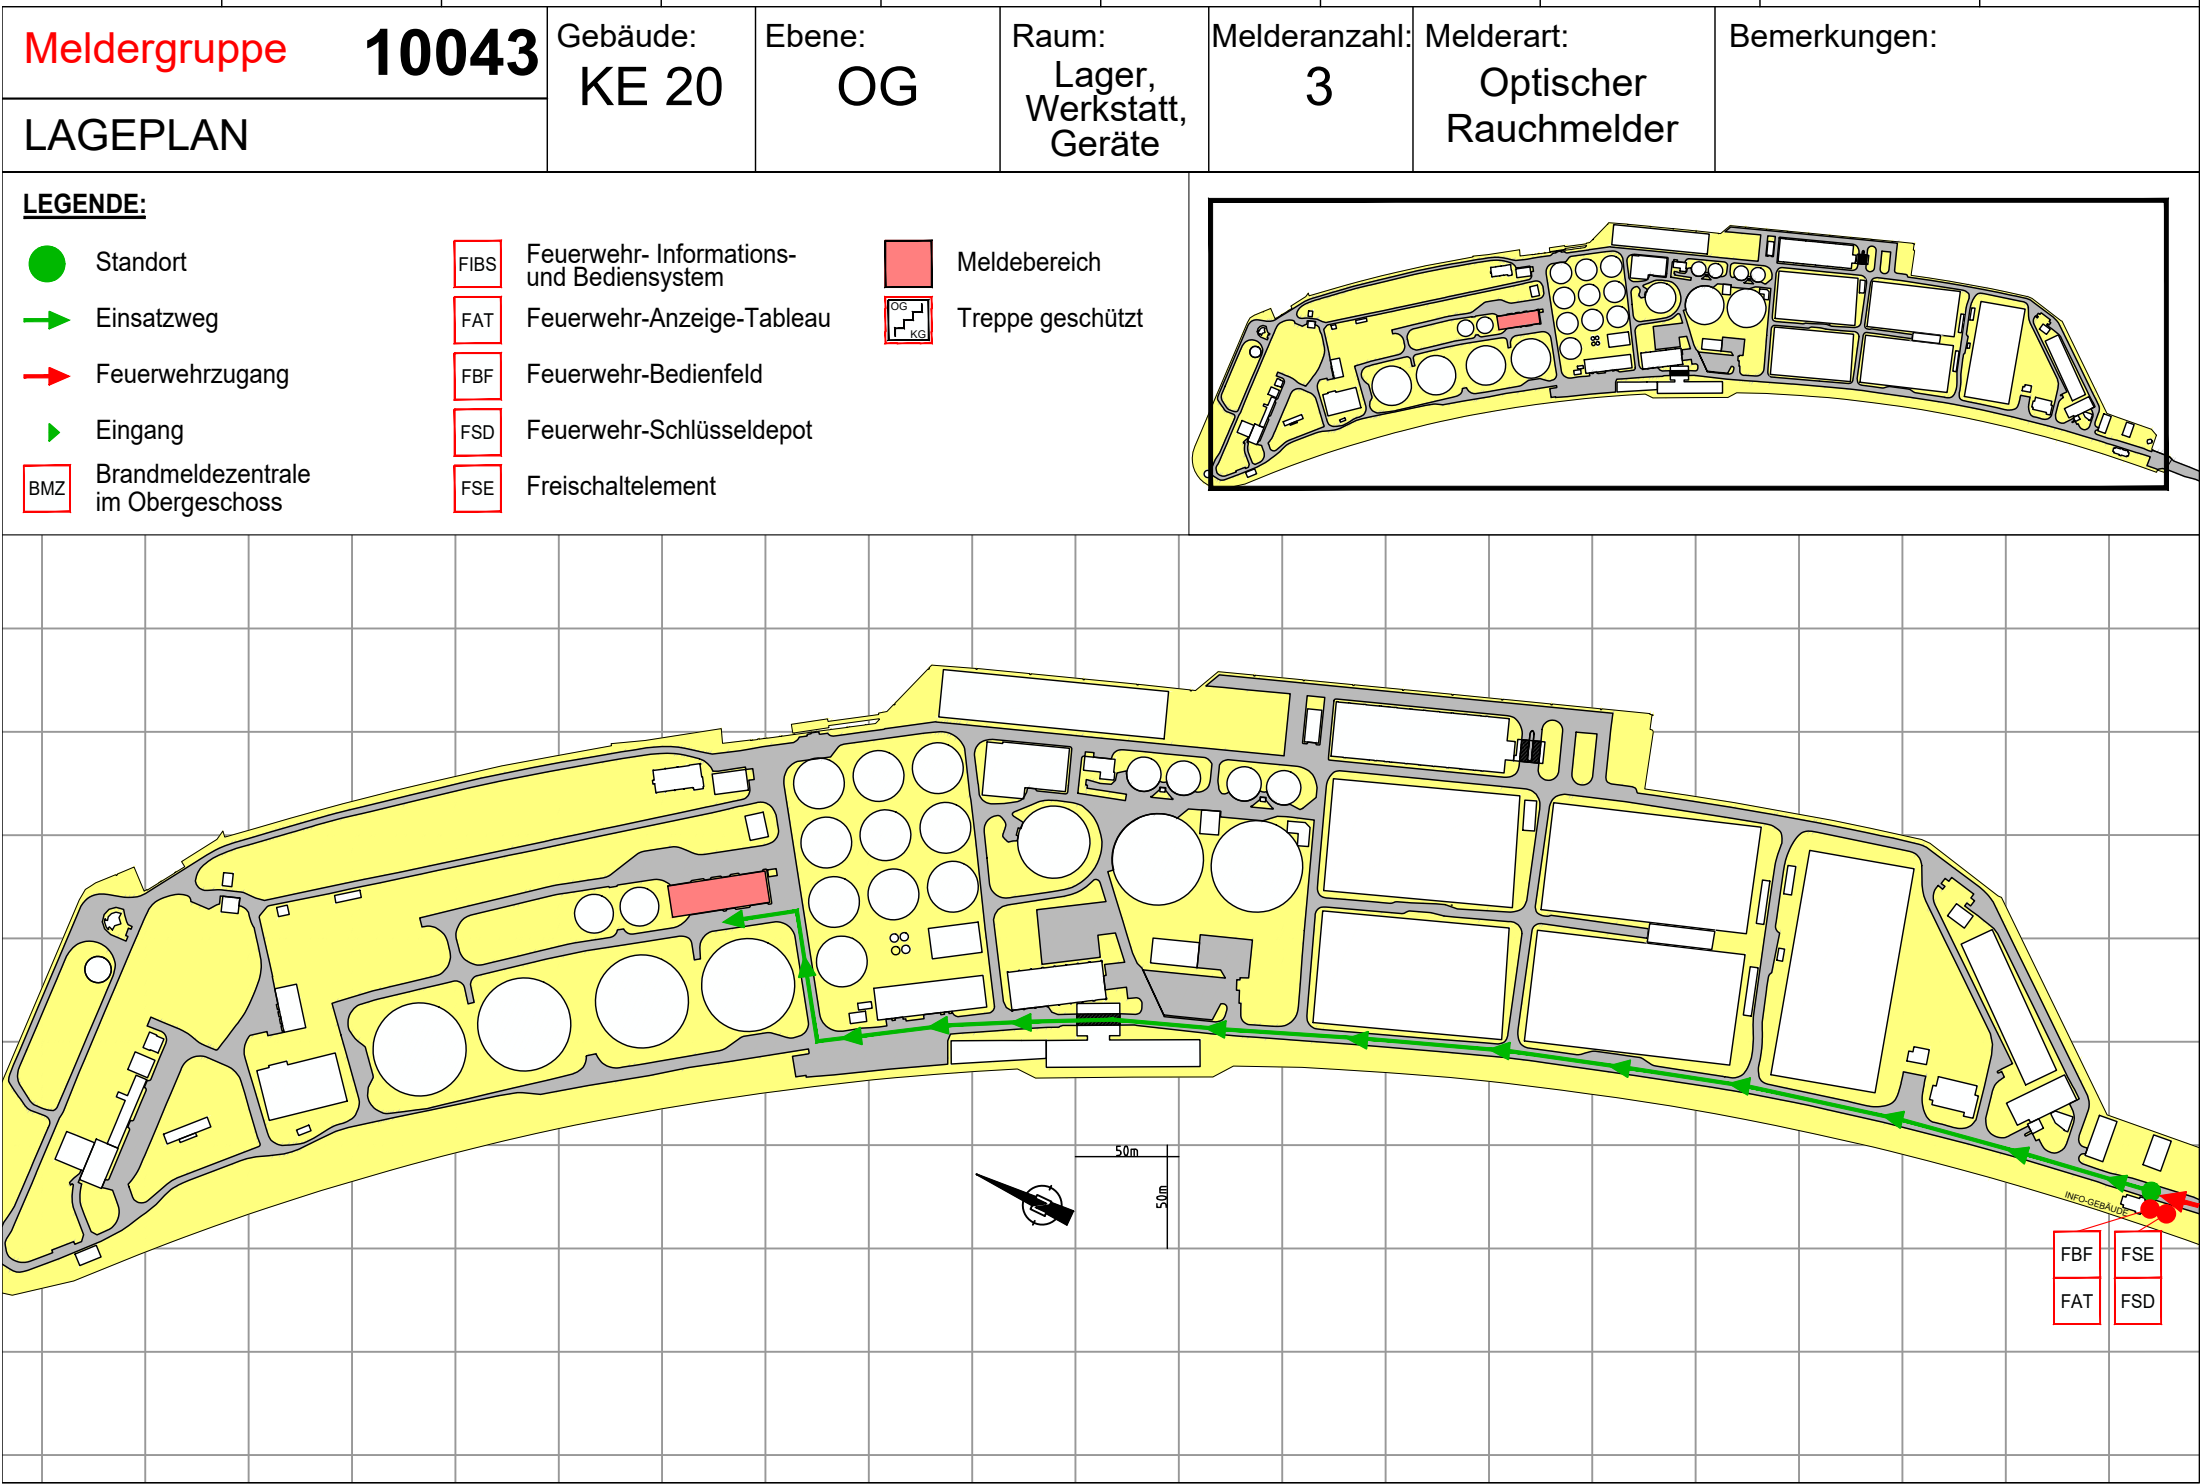 Meldergruppe 10043
LAGEPLAN
Gebäude:
KE 20
Ebene:
OG
Raum:
Lager,
Werkstatt,
Geräte
Melderanzahl:
3
Melderart:
Optischer
Rauchmelder
Bemerkungen:
LEGENDE:
Standort
Einsatzweg
Feuerwehrzugang
Eingang
BMZ Brandmeldezentrale
im Obergeschoss
FIBS Feuerwehr- Informations-
und Bediensystem
FAT Feuerwehr-Anzeige-Tableau
FBF Feuerwehr-Bedienfeld
FSD Feuerwehr-Schlüsseldepot
FSE Freischaltelement
Meldebereich
OG
KG
Treppe geschützt
50m
50m
INFO-GEBÄUDE
FBF FSE
FAT FSD